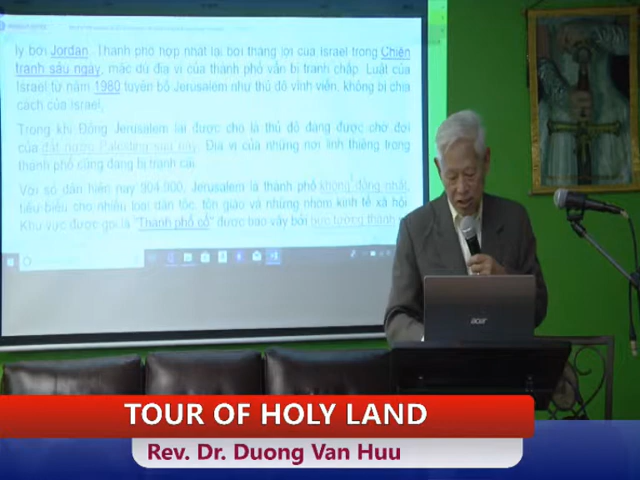 lý bởi Jordan. Thành phố hợp nhất lại bởi thắng lợi của Israel trong Chiến
tranh sáu ngày, mặc dù địa vị của thành phố vẫn bị tranh chấp. Luật của
Israel từ năm 1980 tuyên bố Jerusalem như thủ đô vĩnh viễn, không bị chia
cách của Israel,
Trong khi Đông Jerusalem lại được cho là thủ đô đang được chờ đợi
của đất nước Palestina sau này. Địa vị của những nơi linh thiêng trong
thành phố cũng đang bị tranh cãi.
Với số dân hiện nay 904.000, Jerusalem là thành phố không đồng nhất,
tiêu biểu cho nhiều loại dân tộc, tôn giáo và những nhóm kinh tế xã hội.
Khu vực được gọi là "Thành phố cổ" được bao vây bởi bức tường thành
acer
TOUR OF HOLY LAND
Rev. Dr. Duong Van Huu